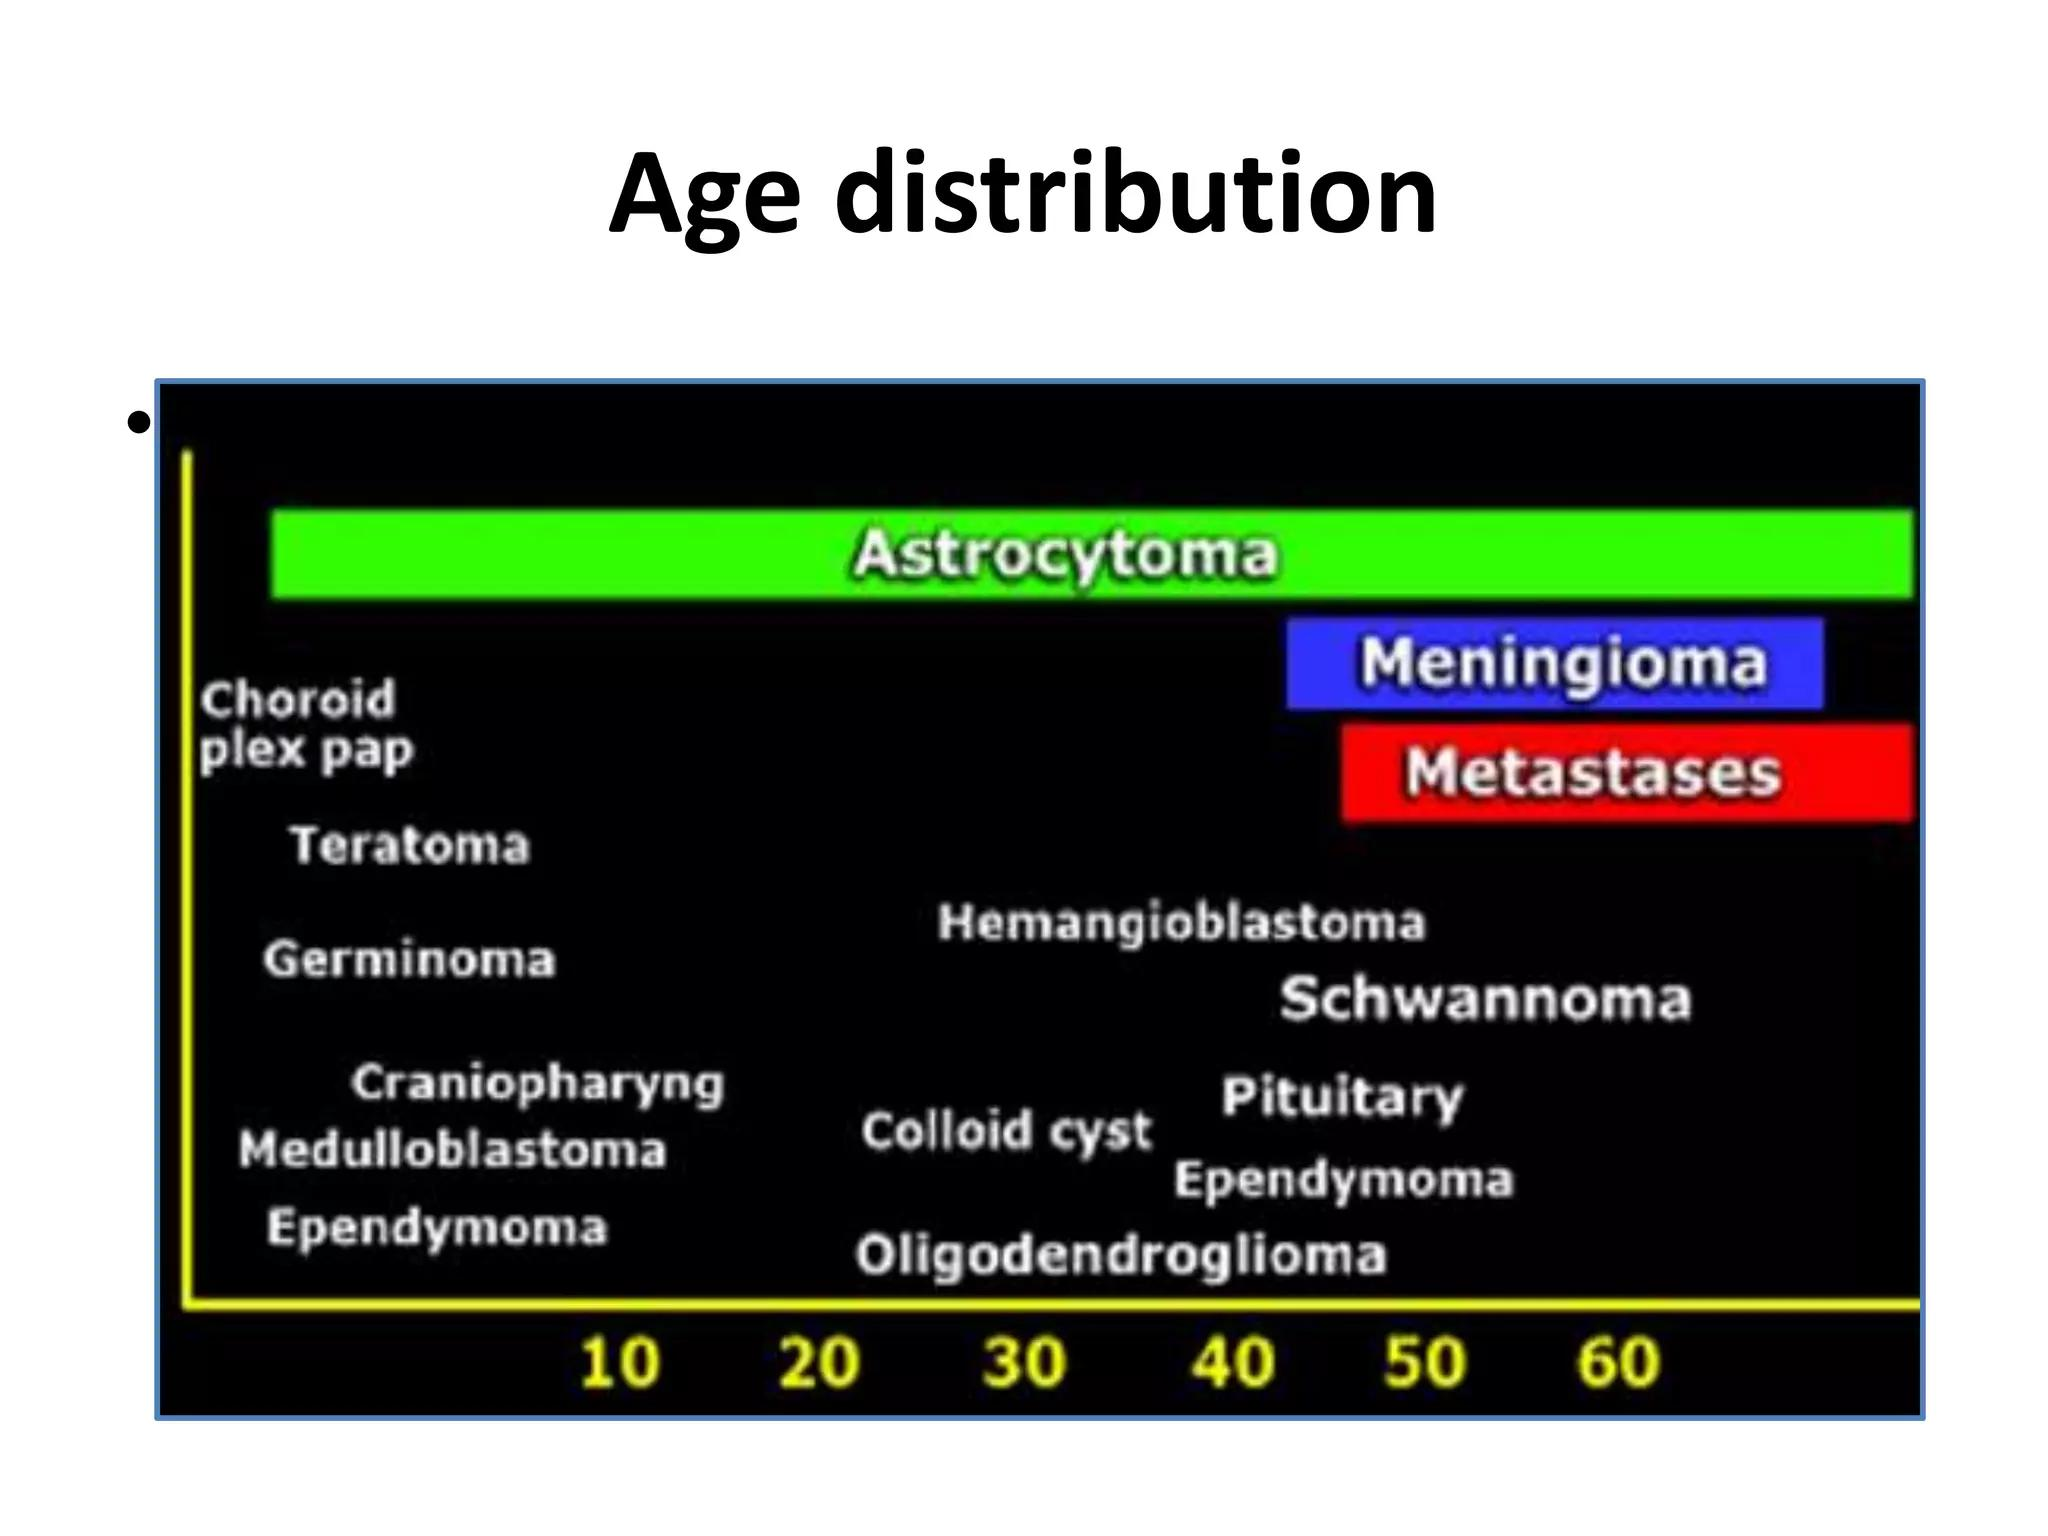 Age distribution
•
Astrocytoma
Meningioma
Choroid
plex pap
Metastases
Teratoma
Hemangioblastoma
Germinoma
Schwannoma
Craniopharyng
Pituitary
Colloid cyst
Medulloblastoma
Ependymoma
Ependymoma
Oligodendroglioma
10 20 30 40 50 60